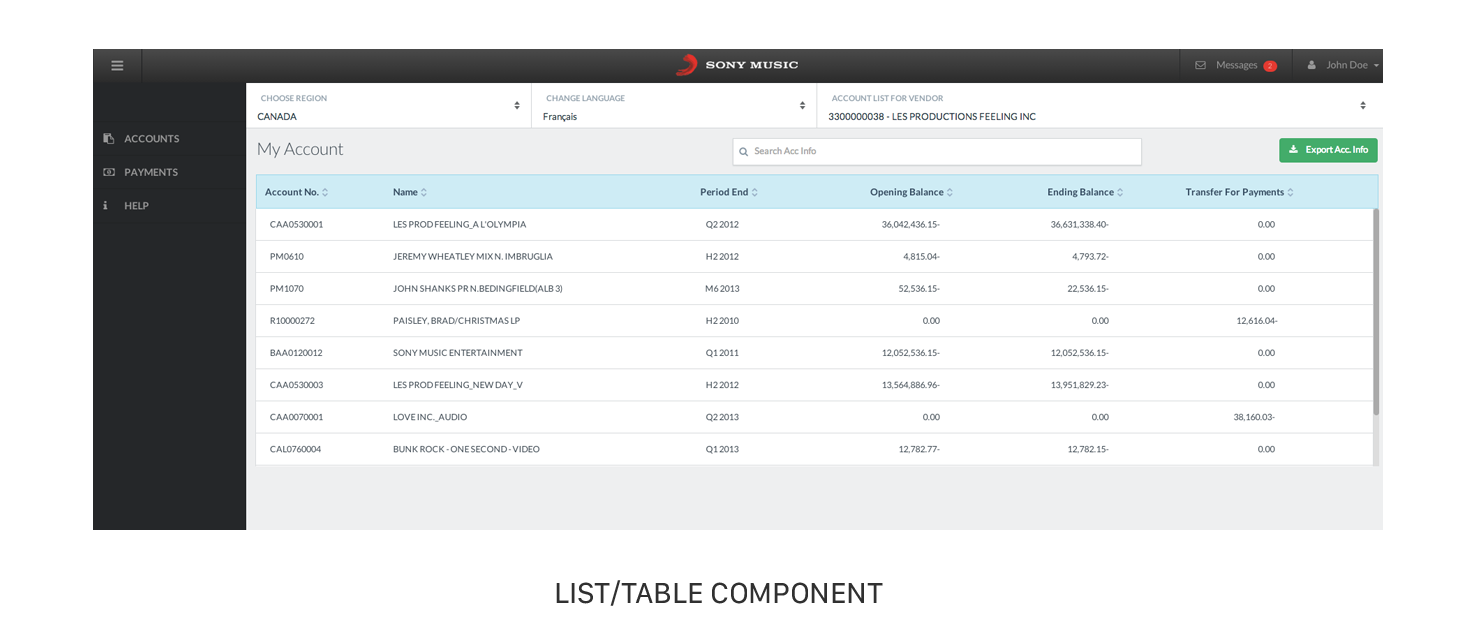 SONY MUSIC Messages 2 John Doe
CHOOSE REGION CHANGE LANGUAGE ACCOUNT LIST FOR VENDOR
CANADA Français 3300000038 - LES PRODUCTIONS FEELING INC
ACCOUNTS
My Account Search Acc Info Export Acc. Info
PAYMENTS
Account No. Name Period End Opening Balance Ending Balance Transfer For Payments
HELP
CAA0530001 LES PROD FEELING_A L'OLYMPIA Q2 2012 36,042,436.15- 36,631,338.40- 0.00
PM0610 JEREMY WHEATLEY MIX N. IMBRUGLIA H2 2012 4,815.04- 4,793.72- 0.00
PM1070 JOHN SHANKS PR N.BEDINGFIELD(ALB 3) M6 2013 52,536.15- 22,536.15- 0.00
R10000272 PAISLEY, BRAD/CHRISTMAS LP H2 2010 0.00 0.00 12,616.04-
BAA0120012 SONY MUSIC ENTERTAINMENT Q1 2011 12,052,536.15- 12,052,536.15- 0.00
CAA0530003 LES PROD FEELING_NEW DAY_V H2 2012 13,564,886.96- 13,951,829.23- 0.00
CAA0070001 LOVE INC._AUDIO Q2 2013 0.00 0.00 38,160.03-
CAL0760004 BUNK ROCK - ONE SECOND - VIDEO Q1 2013 12,782.77- 12,782.15- 0.00
LIST/TABLE COMPONENT